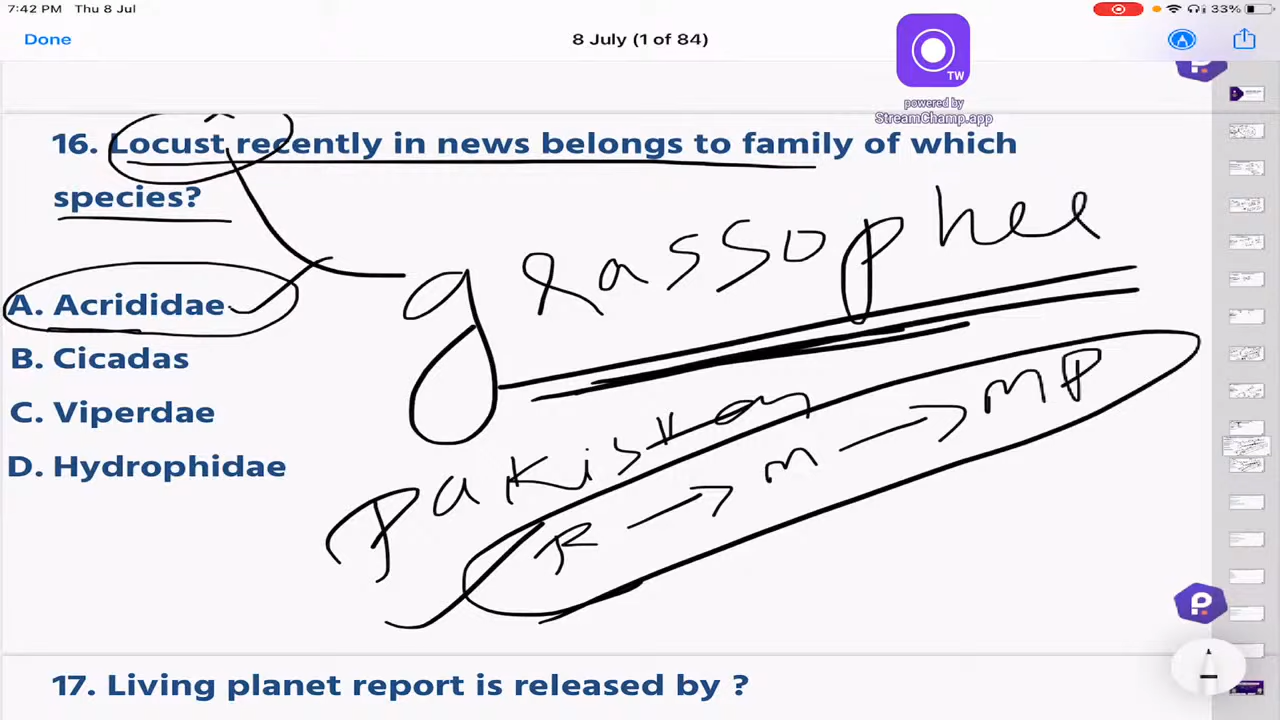 7:42 PM Thu 8 Jul
33%
Done
8 July (1 of 84)
TW
powered by
StreamChamp.app
16. Locust recently in news belongs to family of which
species?
grassophee
A. Acrididae
B. Cicadas
C. Viperdae
D. Hydrophidae
Pakistan
R → M → MP
17. Living planet report is released by ?